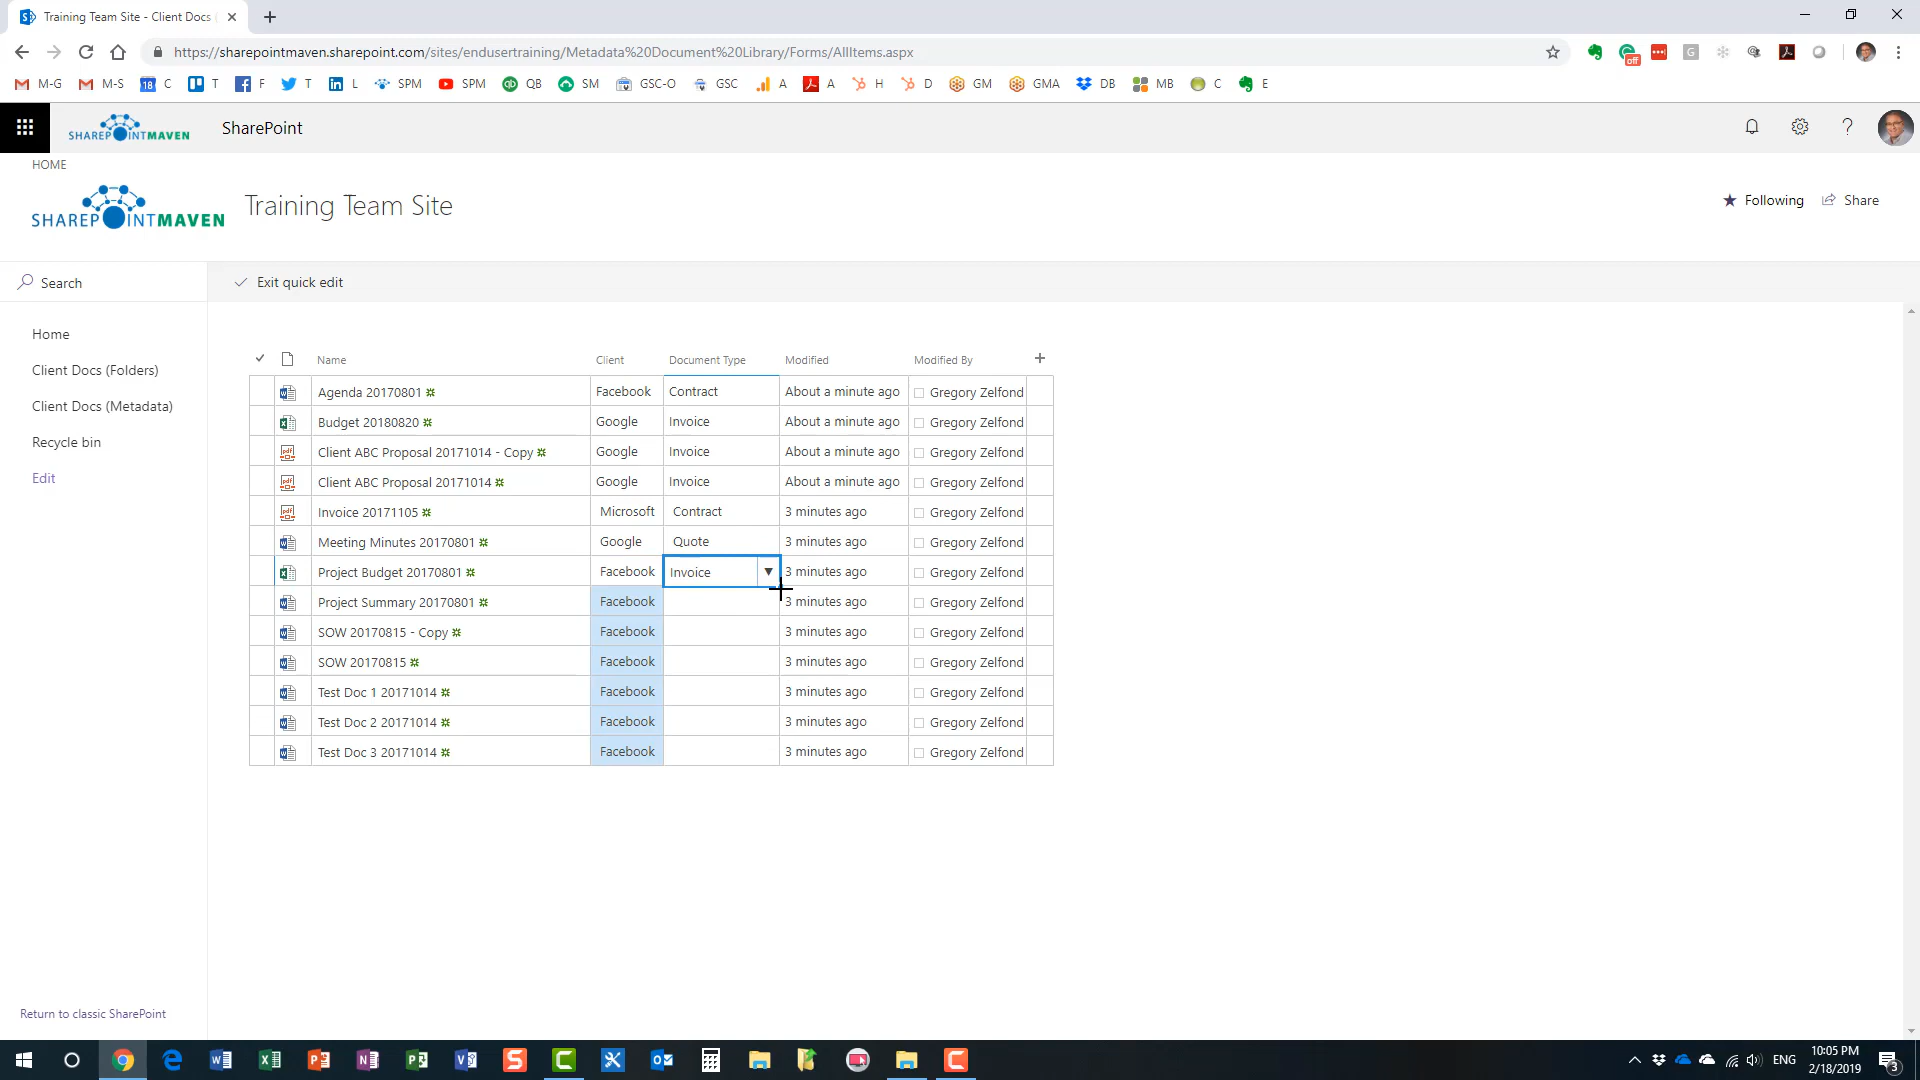 Training Team Site - Client Docs (
https://sharepointmaven.sharepoint.com/sites/endusertraining/Metadata%20Document%20Library/Forms/AllItems.aspx
off
M-G M-S 18 C T F T L SPM SPM QB SM GSC-O GSC A A H D GM GMA DB MB C E
SHAREPOINTMAVEN SharePoint
HOME
SHAREPOINTMAVEN Training Team Site Following Share
Search Exit quick edit
Home
Client Docs (Folders)
Client Docs (Metadata)
Recycle bin
Edit
Name Client Document Type Modified Modified By
Agenda 20170801 Facebook Contract About a minute ago Gregory Zelfond
Budget 20180820 Google Invoice About a minute ago Gregory Zelfond
Client ABC Proposal 20171014 - Copy Google Invoice About a minute ago Gregory Zelfond
Client ABC Proposal 20171014 Google Invoice About a minute ago Gregory Zelfond
Invoice 20171105 Microsoft Contract 3 minutes ago Gregory Zelfond
Meeting Minutes 20170801 Google Quote 3 minutes ago Gregory Zelfond
Project Budget 20170801 Facebook Invoice 3 minutes ago Gregory Zelfond
Project Summary 20170801 Facebook 3 minutes ago Gregory Zelfond
SOW 20170815 - Copy Facebook 3 minutes ago Gregory Zelfond
SOW 20170815 Facebook 3 minutes ago Gregory Zelfond
Test Doc 1 20171014 Facebook 3 minutes ago Gregory Zelfond
Test Doc 2 20171014 Facebook 3 minutes ago Gregory Zelfond
Test Doc 3 20171014 Facebook 3 minutes ago Gregory Zelfond
Return to classic SharePoint
ENG 10:05 PM
2/18/2019
3